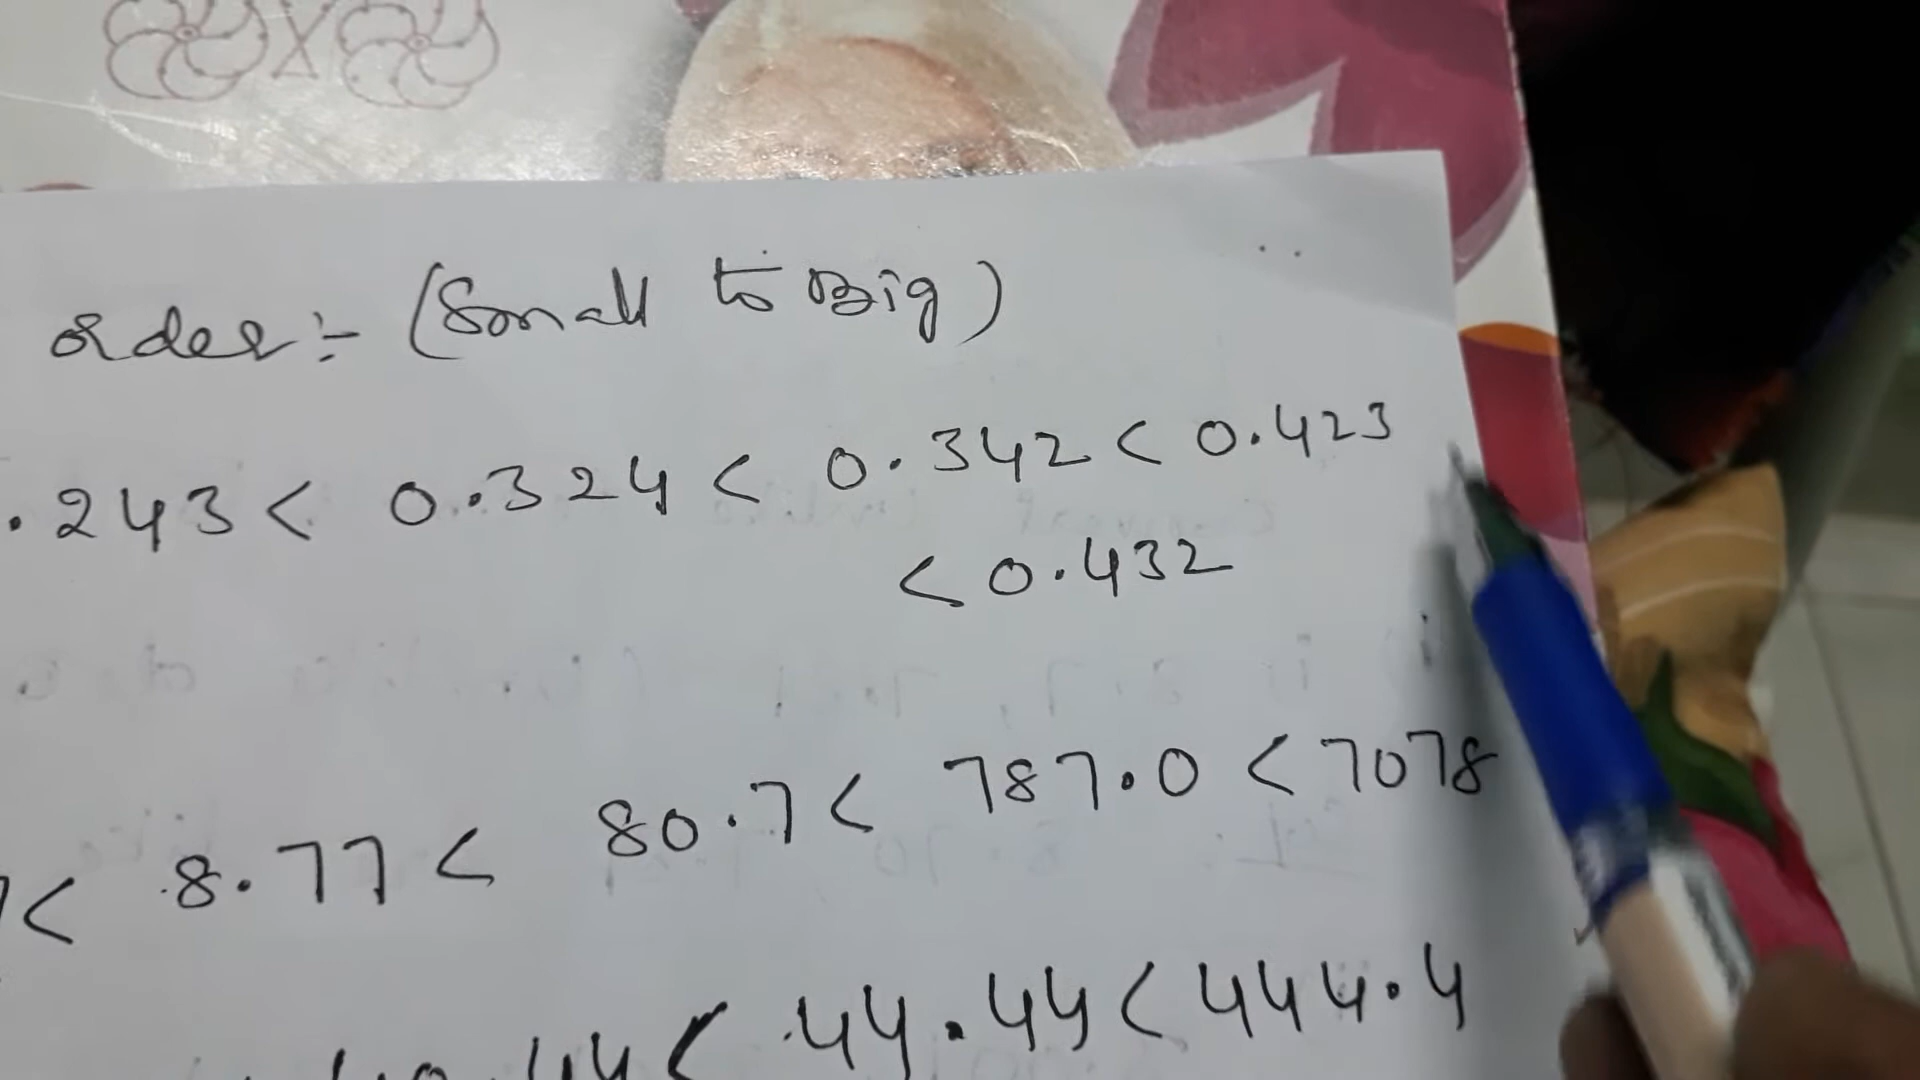 order:- (Small to Big)
.243 < 0.324 < 0.342 < 0.423
< 0.432
< 8.77 < 80.7 < 787.0 < 7078
< 44.44 < 444.4